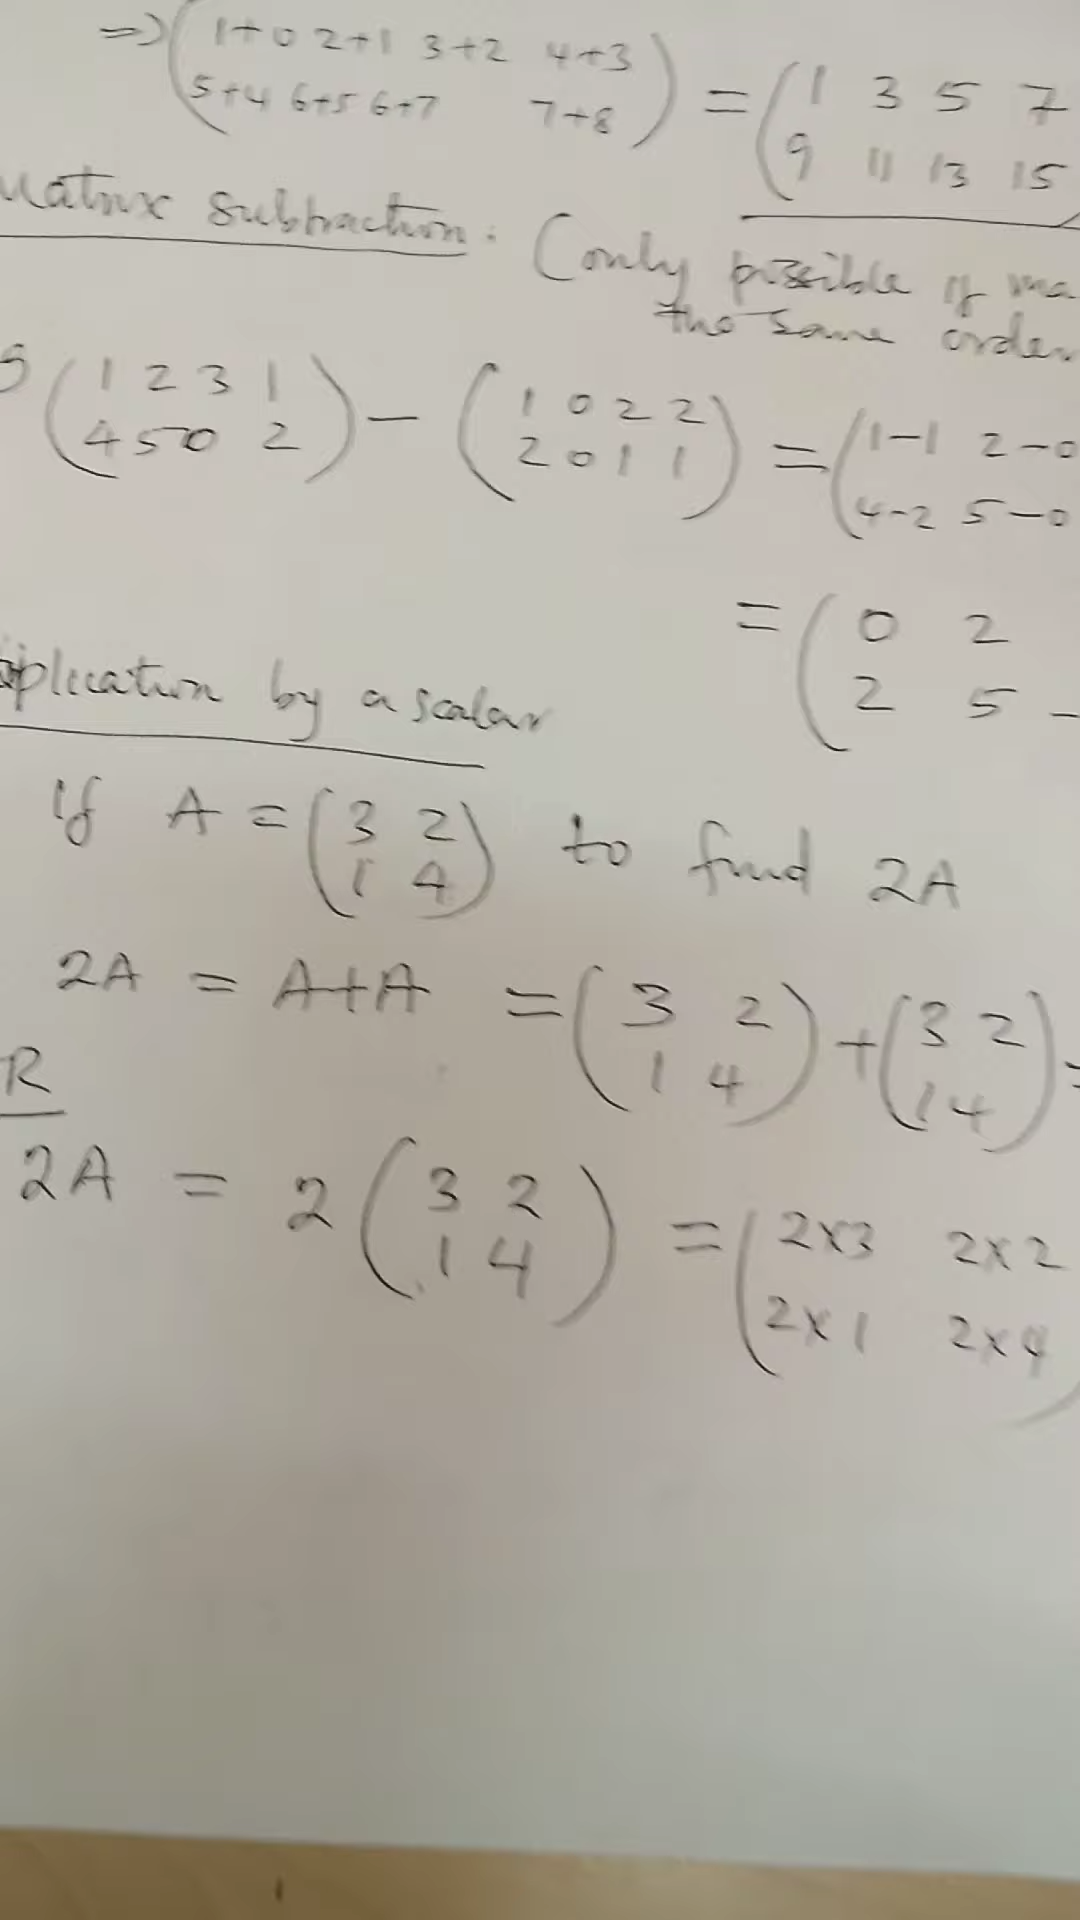 => ( 1+0 2+1 3+2 4+3
5+4 6+5 6+7 7+8 ) = ( 1 3 5 7
9 11 13 15
Matrix subtraction. (only possible if ma
the same order
( 1 2 3 1
4 5 0 2 ) - ( 1 0 2 2
2 0 1 1 ) = ( 1-1 2-0
4-2 5-0
= ( 0 2
2 5 -
plication by a scalar
If A = ( 3 2
1 4 ) to find 2A
2A = A+A = ( 3 2
1 4 ) + ( 3 2
1 4 ) =
R
2A = 2 ( 3 2
1 4 ) = ( 2×3 2×2
2×1 2×4 )